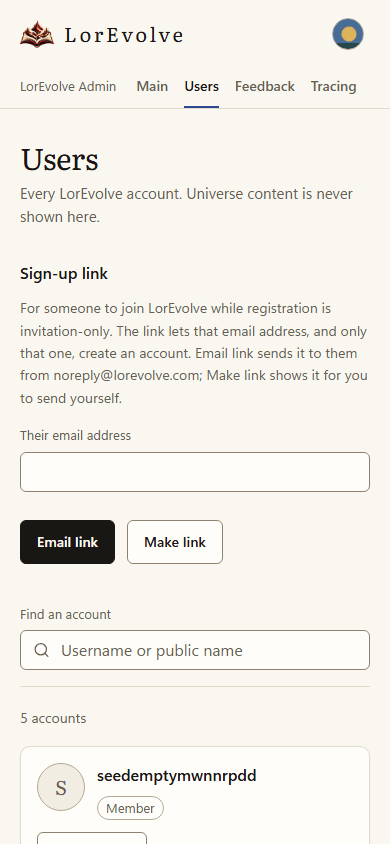 LorEvolve
LorEvolve Admin Main Users Feedback Tracing
Users
Every LorEvolve account. Universe content is never
shown here.
Sign-up link
For someone to join LorEvolve while registration is
invitation-only. The link lets that email address, and only
that one, create an account. Email link sends it to them
from noreply@lorevolve.com; Make link shows it for you
to send yourself.
Their email address
Email link Make link
Find an account
Username or public name
5 accounts
S
seedemptymwnnrpdd
Member